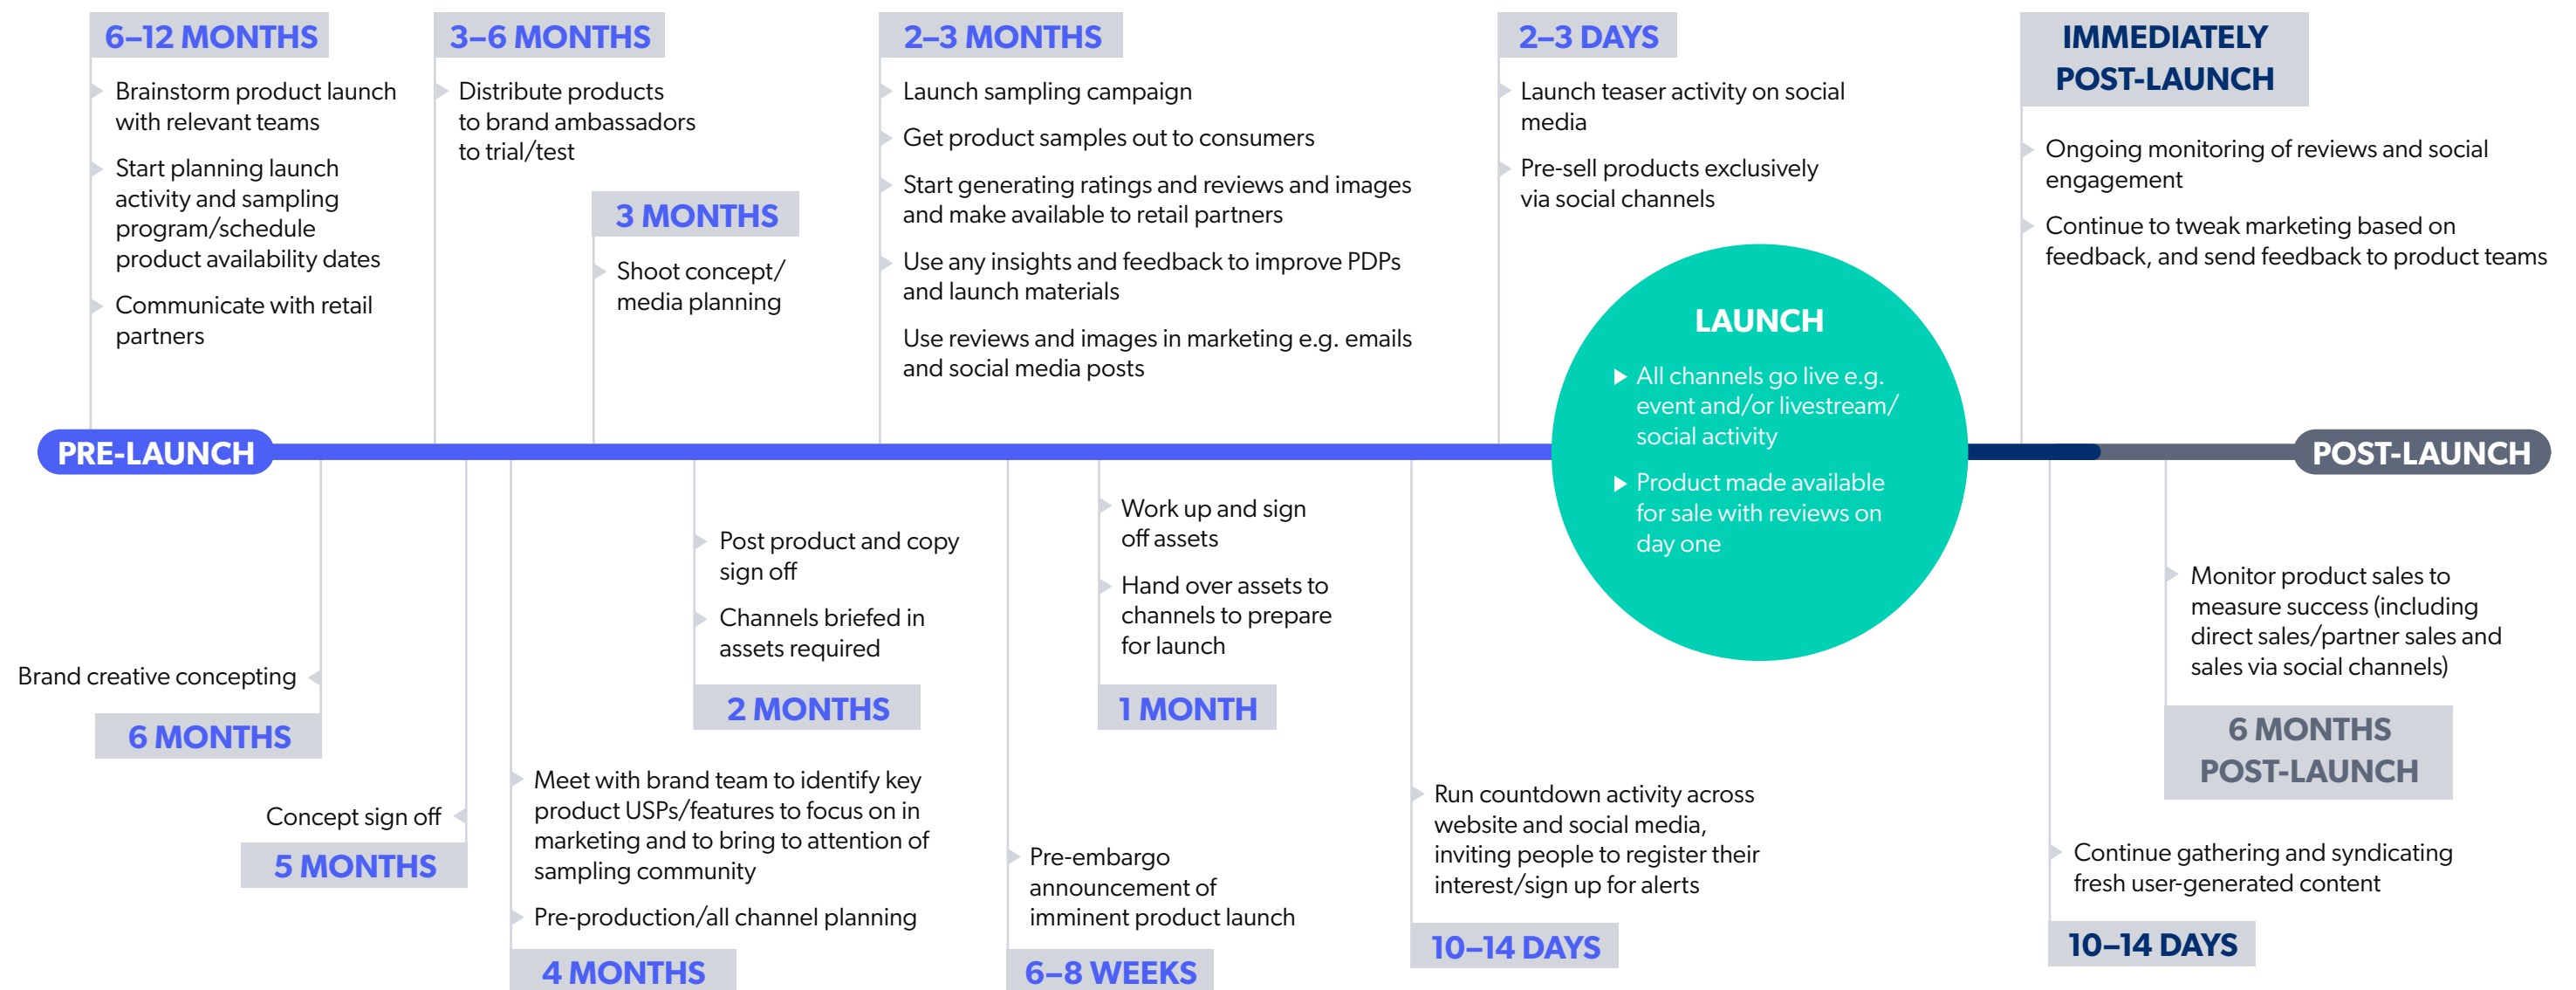 6–12 MONTHS
Brainstorm product launch
with relevant teams
Start planning launch
activity and sampling
program/schedule
product availability dates
Communicate with retail
partners
3–6 MONTHS
Distribute products
to brand ambassadors
to trial/test
3 MONTHS
Shoot concept/
media planning
2–3 MONTHS
Launch sampling campaign
Get product samples out to consumers
Start generating ratings and reviews and images
and make available to retail partners
Use any insights and feedback to improve PDPs
and launch materials
Use reviews and images in marketing e.g. emails
and social media posts
2–3 DAYS
Launch teaser activity on social
media
Pre-sell products exclusively
via social channels
IMMEDIATELY
POST-LAUNCH
Ongoing monitoring of reviews and social
engagement
Continue to tweak marketing based on
feedback, and send feedback to product teams
LAUNCH
All channels go live e.g.
event and/or livestream/
social activity
Product made available
for sale with reviews on
day one
PRE-LAUNCH
POST-LAUNCH
Brand creative concepting
6 MONTHS
Concept sign off
5 MONTHS
Meet with brand team to identify key
product USPs/features to focus on in
marketing and to bring to attention of
sampling community
Pre-production/all channel planning
4 MONTHS
Post product and copy
sign off
Channels briefed in
assets required
2 MONTHS
Pre-embargo
announcement of
imminent product launch
6–8 WEEKS
Work up and sign
off assets
Hand over assets to
channels to prepare
for launch
1 MONTH
Run countdown activity across
website and social media,
inviting people to register their
interest/sign up for alerts
10–14 DAYS
Continue gathering and syndicating
fresh user-generated content
10–14 DAYS
Monitor product sales to
measure success (including
direct sales/partner sales and
sales via social channels)
6 MONTHS
POST-LAUNCH